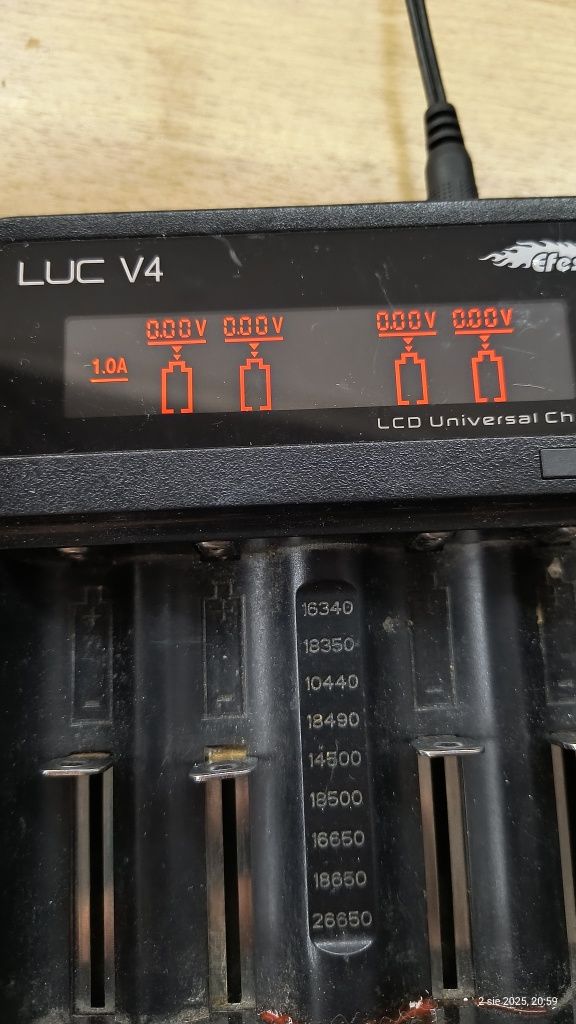 LUC V4
Efes
0.00V 0.00V 0.00V 0.00V
1.0A
LCD Universal Ch
16340
18350
10440
18490
14500
18500
16650
18650
26650
2 sie 2025, 20:59